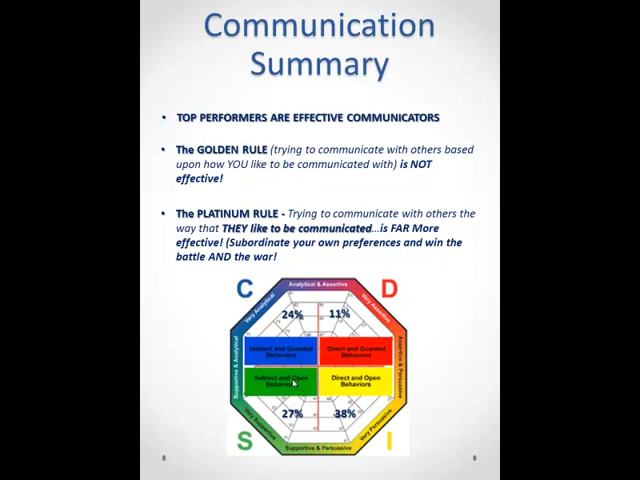 Communication
Summary
• TOP PERFORMERS ARE EFFECTIVE COMMUNICATORS
• The GOLDEN RULE (trying to communicate with others based
upon how YOU like to be communicated with) is NOT
effective!
• The PLATINUM RULE - Trying to communicate with others the
way that THEY like to be communicated...is FAR More
effective! (Subordinate your own preferences and win the
battle AND the war!
C
D
Analytical & Assertive
Very Analytical
Very Assertive
24%
11%
Indirect and Guarded
Behaviors
Direct and Guarded
Behaviors
Supportive & Analytical
Assertive & Persuasive
Indirect and Open
Behaviors
Direct and Open
Behaviors
27%
38%
Very Supportive
Very Persuasive
S
I
Supportive & Persuasive